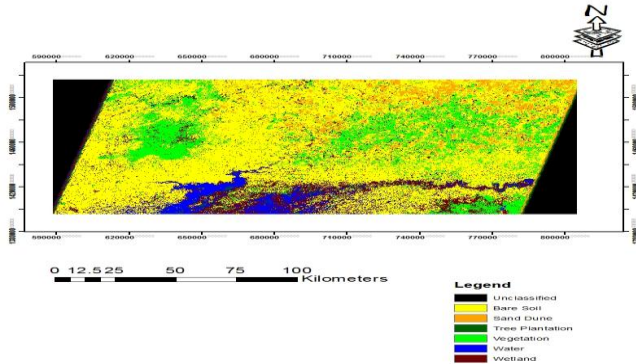 N
590000 620000 650000 680000 710000 740000 770000 800000
590000 620000 650000 680000 710000 740000 770000 800000
0 12.5 25 50 75 100
Kilometers
Legend
Unclassified
Bare Soil
Sand Dune
Tree Plantation
Vegetation
Water
Wetland